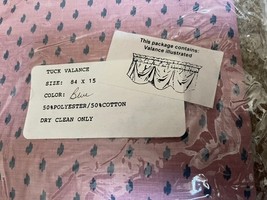 This package contains:
Valance illustrated
TUCK VALANCE
SIZE: 84 X 15
COLOR: Blue
50%POLYESTER/50%COTTON
DRY CLEAN ONLY